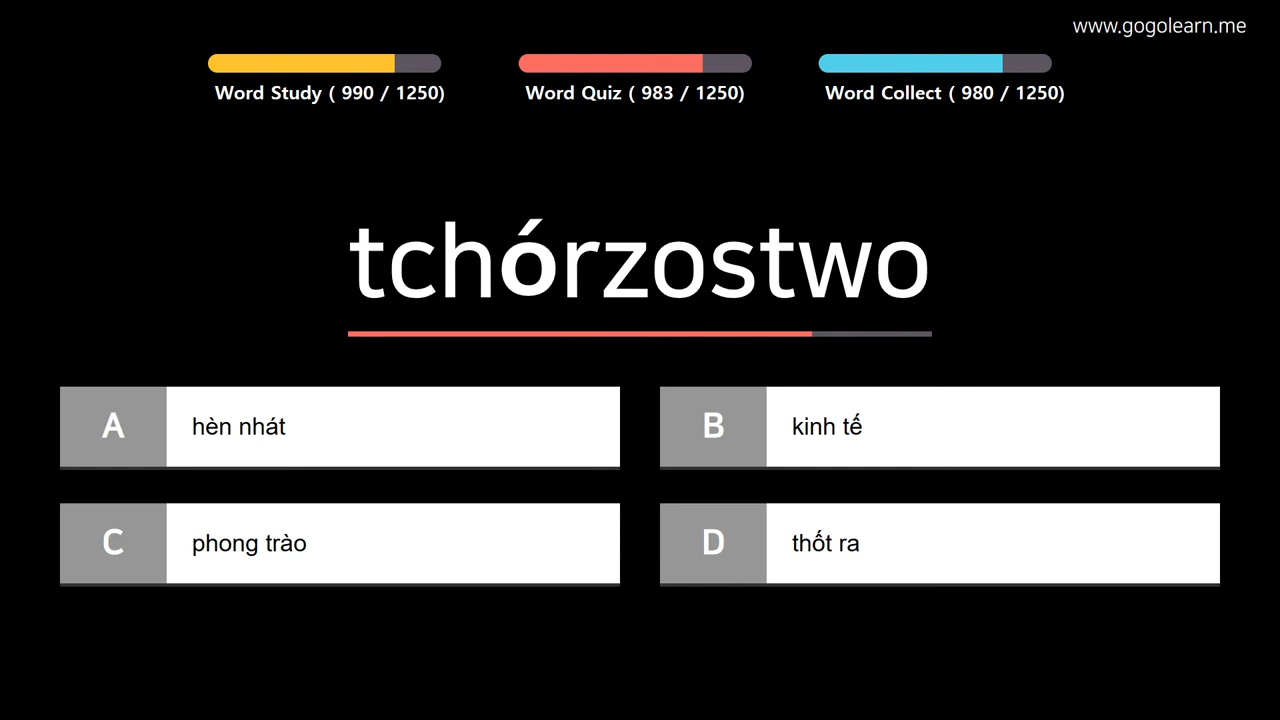 www.gogolearn.me
Word Study ( 990 / 1250)
Word Quiz ( 983 / 1250)
Word Collect ( 980 / 1250)
tchórzostwo
A
hèn nhát
B
kinh tế
C
phong trào
D
thốt ra